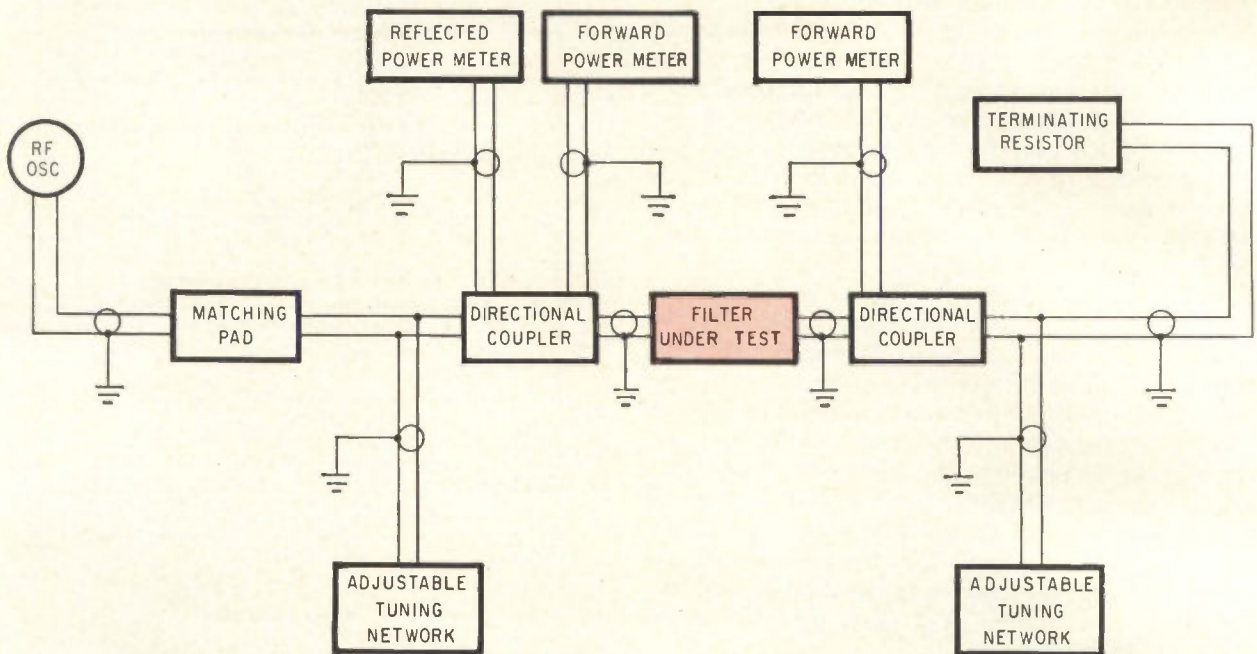 REFLECTED
POWER METER
FORWARD
POWER METER
FORWARD
POWER METER
TERMINATING
RESISTOR
RF
OSC
MATCHING
PAD
DIRECTIONAL
COUPLER
FILTER
UNDER TEST
DIRECTIONAL
COUPLER
ADJUSTABLE
TUNING
NETWORK
ADJUSTABLE
TUNING
NETWORK